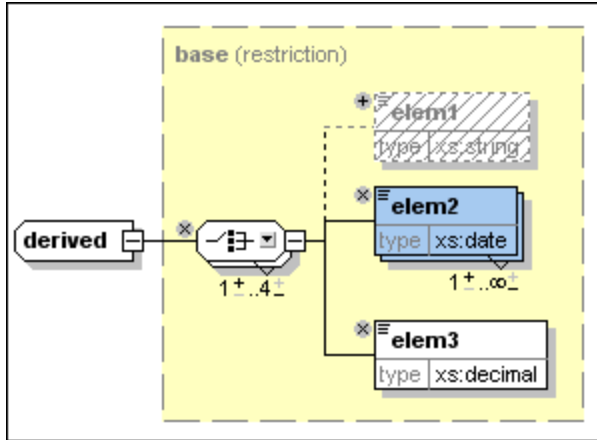 base (restriction)
elem1
type xs:string
elem2
type xs:date
derived
1 ..4
1 ..∞
elem3
type xs:decimal